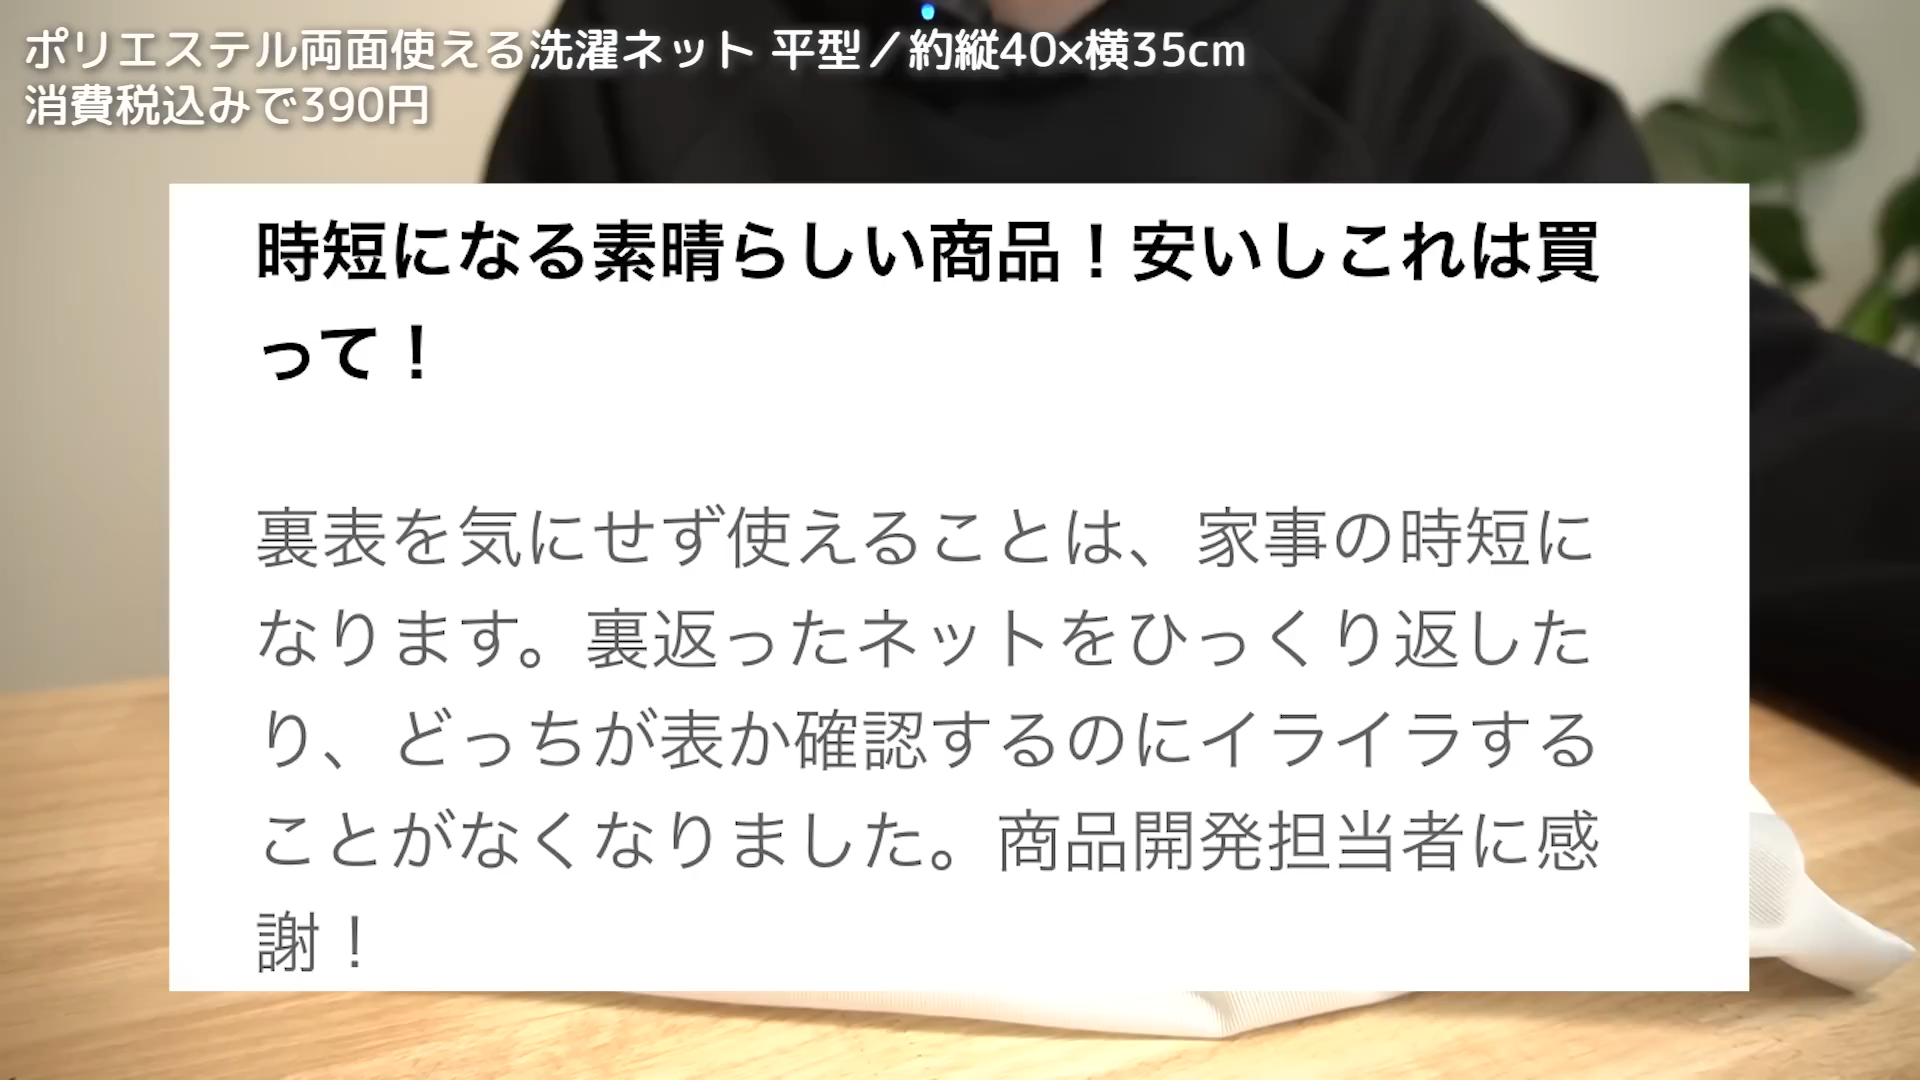 ポリエステル両面使える洗濯ネット 平型／約縦40×横35cm
消費税込みで390円
時短になる素晴らしい商品！安いしこれは買
って！
裏表を気にせず使えることは、家事の時短に
なります。裏返ったネットをひっくり返した
り、どっちが表か確認するのにイライラする
ことがなくなりました。商品開発担当者に感
謝！